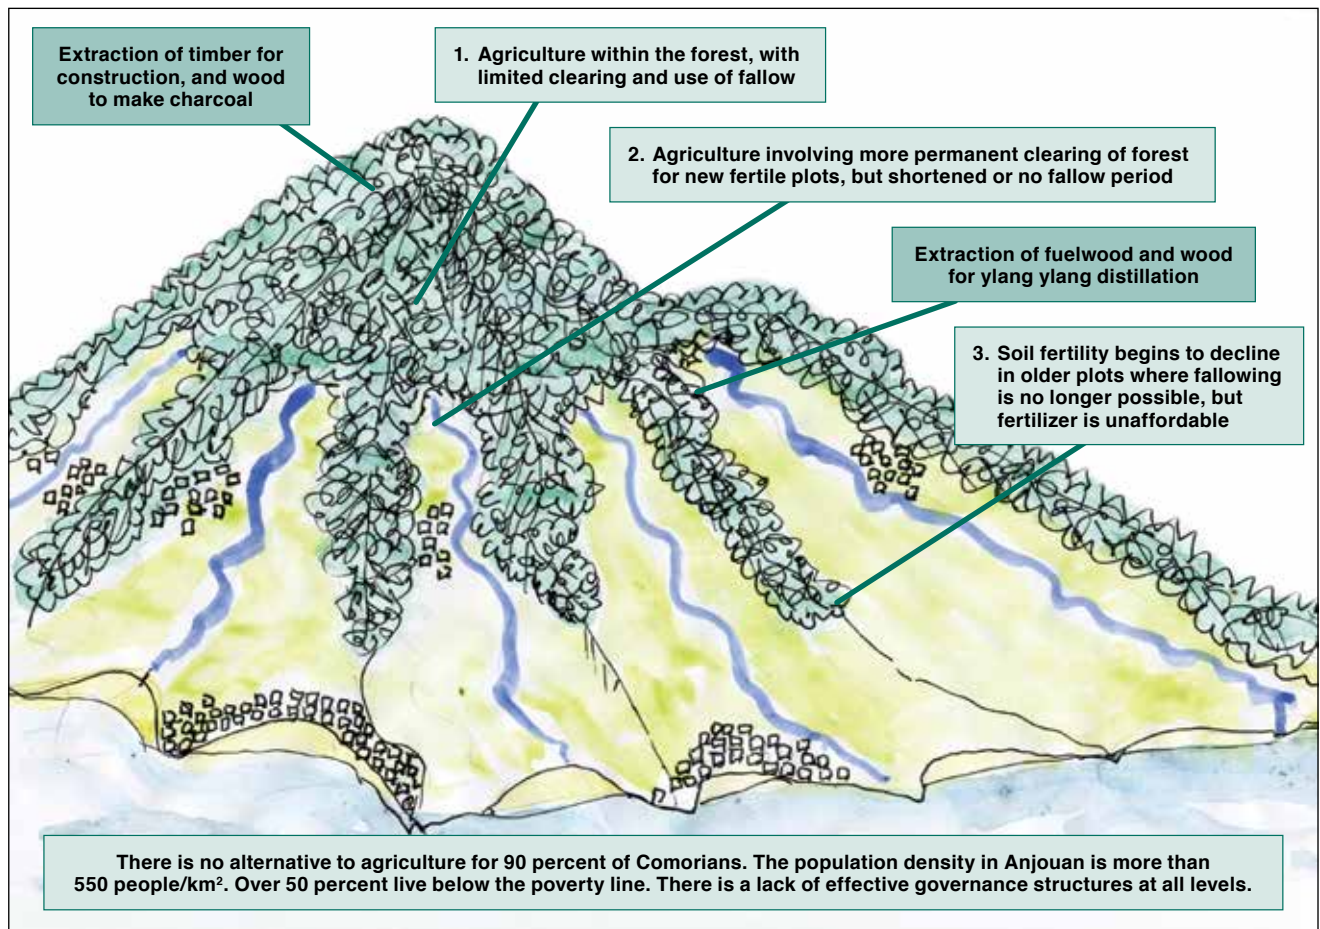 Extraction of timber for
construction, and wood
to make charcoal
1. Agriculture within the forest, with
limited clearing and use of fallow
2. Agriculture involving more permanent clearing of forest
for new fertile plots, but shortened or no fallow period
Extraction of fuelwood and wood
for ylang ylang distillation
3. Soil fertility begins to decline
in older plots where fallowing
is no longer possible, but
fertilizer is unaffordable
There is no alternative to agriculture for 90 percent of Comorians. The population density in Anjouan is more than
550 people/km². Over 50 percent live below the poverty line. There is a lack of effective governance structures at all levels.